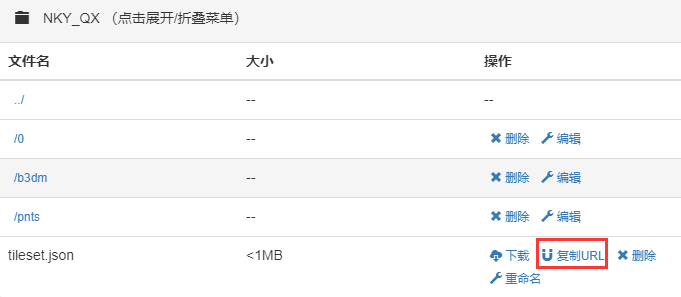 NKY_QX （点击展开/折叠菜单）
文件名 大小 操作
../ -- --
/0 -- 删除 编辑
/b3dm -- 删除 编辑
/pnts -- 删除 编辑
tileset.json <1MB 下载 复制URL 删除
重命名